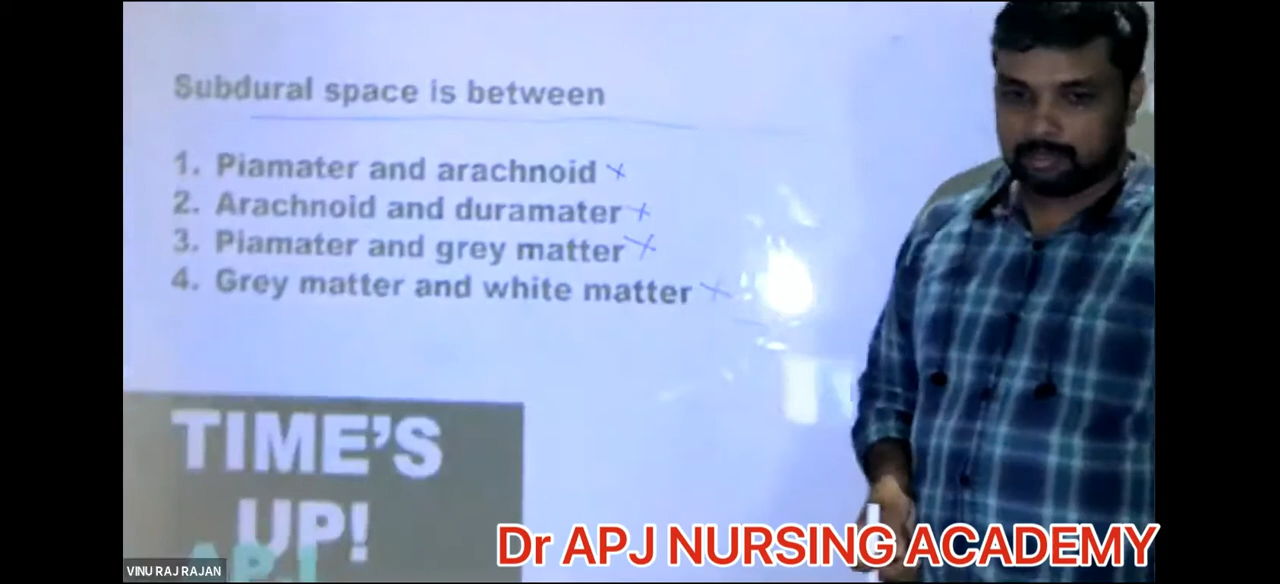 Subdural space is between
1. Piamater and arachnoid
2. Arachnoid and duramater
3. Piamater and grey matter
4. Grey matter and white matter
TIME'S
UP!
APJ
Dr APJ NURSING ACADEMY
VINU RAJ RAJAN